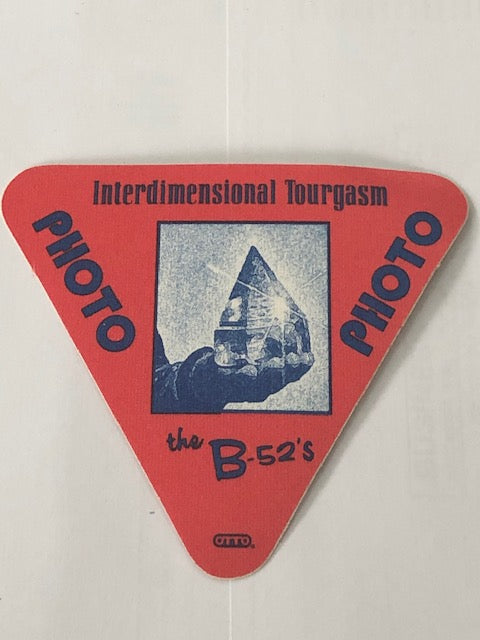 Interdimensional Tourgasm
PHOTO
PHOTO
the B-52's
OTTO